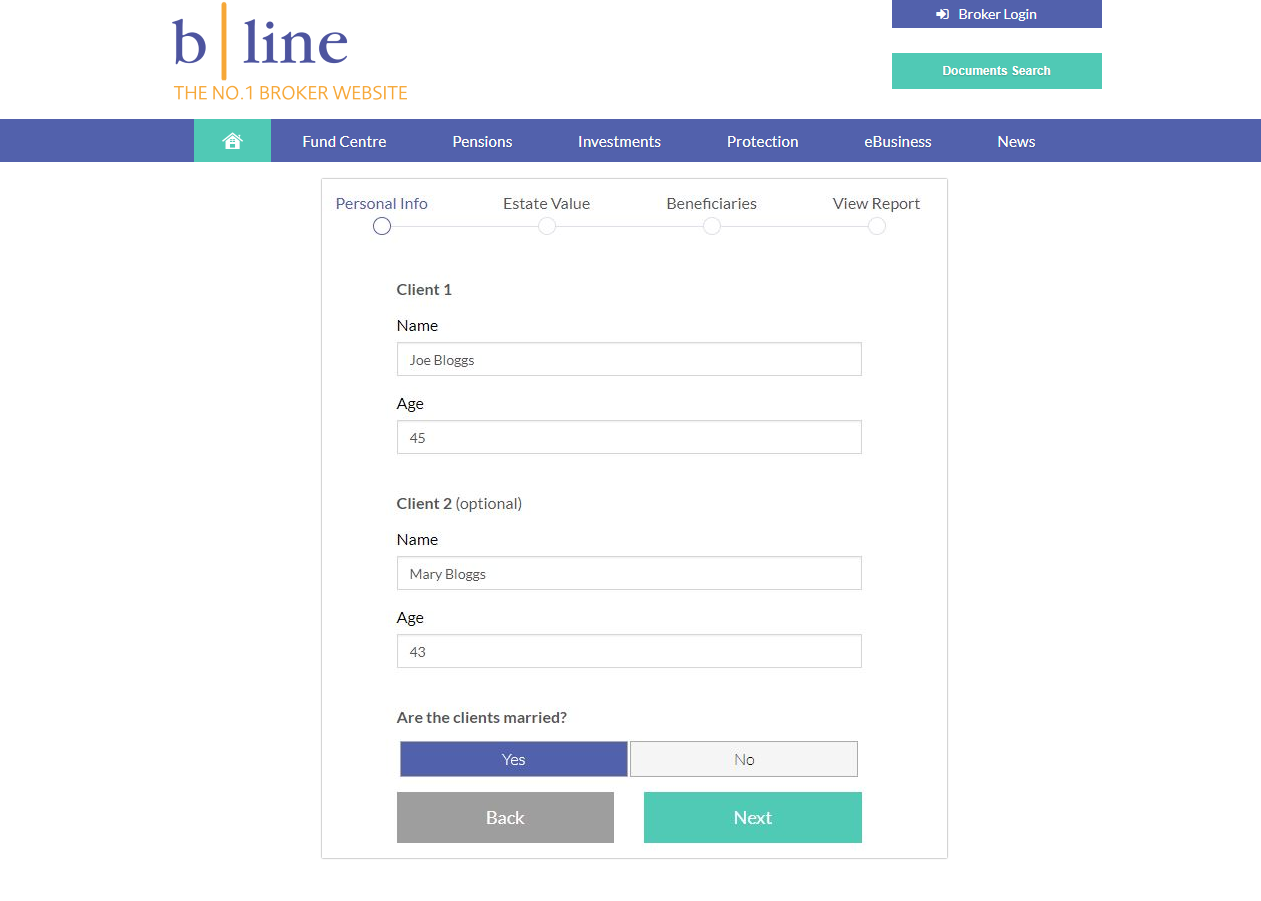 b|line
THE NO.1 BROKER WEBSITE
Broker Login
Documents Search
Fund Centre Pensions Investments Protection eBusiness News
Personal Info Estate Value Beneficiaries View Report
Client 1
Name
Joe Bloggs
Age
45
Client 2 (optional)
Name
Mary Bloggs
Age
43
Are the clients married?
Yes No
Back Next